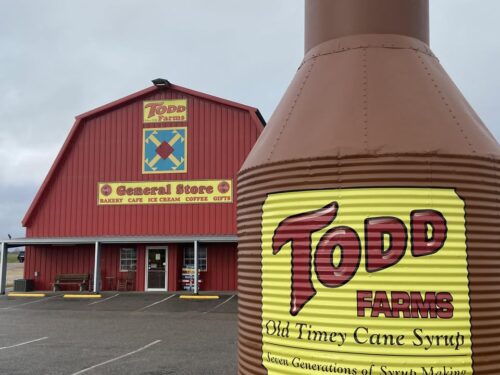 Todd
Farms
General Store
BAKERY CAFE ICE CREAM COFFEE GIFTS
Todd
FARMS
Old Timey Cane Syrup
Seven Generations of Syrup Making